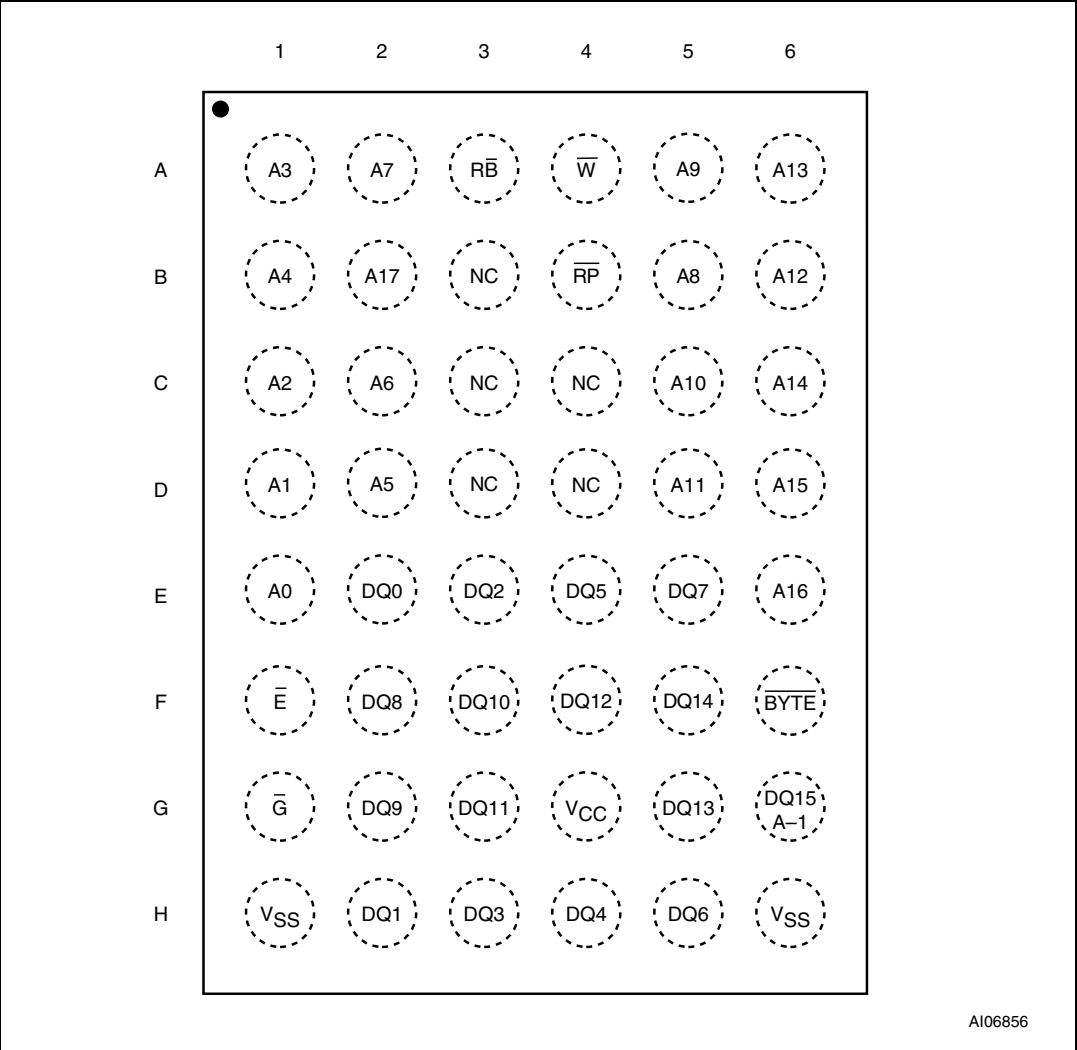 1 2 3 4 5 6
A A3 A7 RB̅ W̅ A9 A13
B A4 A17 NC R̅P̅ A8 A12
C A2 A6 NC NC A10 A14
D A1 A5 NC NC A11 A15
E A0 DQ0 DQ2 DQ5 DQ7 A16
F E̅ DQ8 DQ10 DQ12 DQ14 B̅Y̅T̅E̅
G G̅ DQ9 DQ11 VCC DQ13 DQ15 A–1
H VSS DQ1 DQ3 DQ4 DQ6 VSS
AI06856